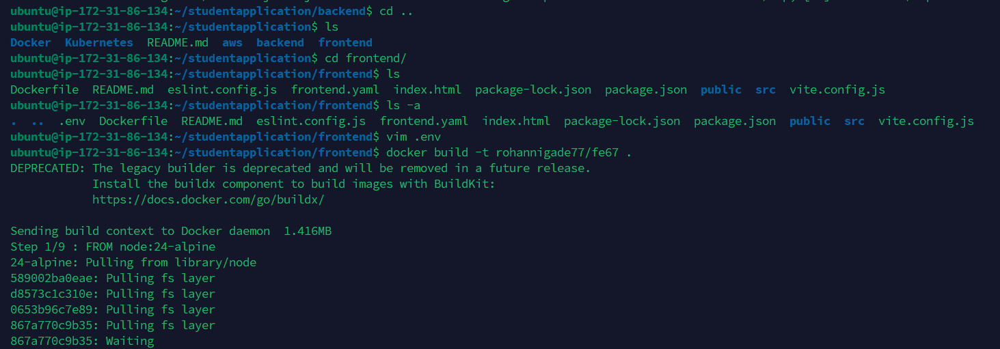 ubuntu@ip-172-31-86-134:~/studentapplication/backend$ cd ..
ubuntu@ip-172-31-86-134:~/studentapplication$ ls
Docker  Kubernetes  README.md  aws  backend  frontend
ubuntu@ip-172-31-86-134:~/studentapplication$ cd frontend/
ubuntu@ip-172-31-86-134:~/studentapplication/frontend$ ls
Dockerfile  README.md  eslint.config.js  frontend.yaml  index.html  package-lock.json  package.json  public  src  vite.config.js
ubuntu@ip-172-31-86-134:~/studentapplication/frontend$ ls -a
.  ..  .env  Dockerfile  README.md  eslint.config.js  frontend.yaml  index.html  package-lock.json  package.json  public  src  vite.config.js
ubuntu@ip-172-31-86-134:~/studentapplication/frontend$ vim .env
ubuntu@ip-172-31-86-134:~/studentapplication/frontend$ docker build -t rohannigade77/fe67 .
DEPRECATED: The legacy builder is deprecated and will be removed in a future release.
            Install the buildx component to build images with BuildKit:
            https://docs.docker.com/go/buildx/

Sending build context to Docker daemon  1.416MB
Step 1/9 : FROM node:24-alpine
24-alpine: Pulling from library/node
589002ba0eae: Pulling fs layer
d8573c1c310e: Pulling fs layer
0653b96c7e89: Pulling fs layer
867a770c9b35: Pulling fs layer
867a770c9b35: Waiting